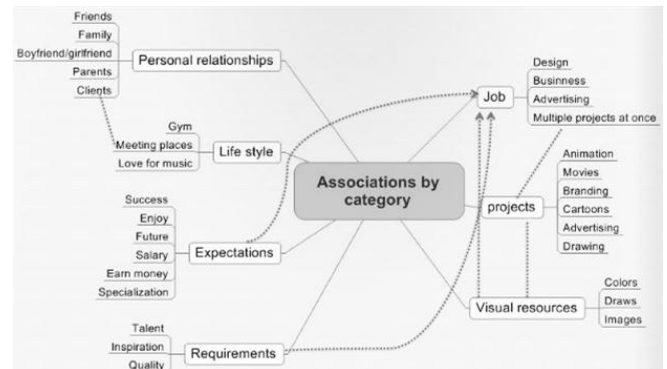 Friends
Family
Boyfriend/girlfriend
Parents
Clients
Personal relationships
Gym
Meeting places
Love for music
Life style
Success
Enjoy
Future
Salary
Earn money
Specialization
Expectations
Talent
Inspiration
Quality
Requirements
Associations by
category
Job
Design
Businness
Advertising
Multiple projects at once
projects
Animation
Movies
Branding
Cartoons
Advertising
Drawing
Visual resources
Colors
Draws
Images